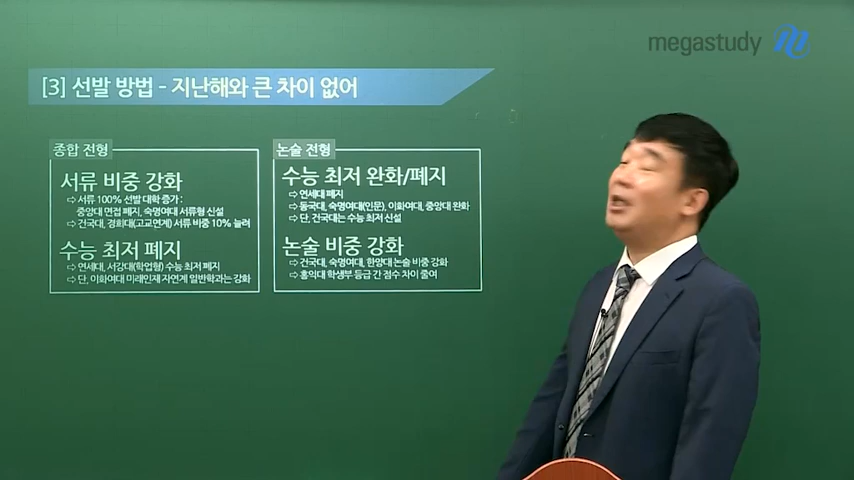 megastudy
[3] 선발 방법 - 지난해와 큰 차이 없어
종합 전형
서류 비중 강화
⇨ 서류 100% 선발 대학 증가 :
중앙대 면접 폐지, 숙명여대 서류형 신설
⇨ 건국대, 경희대(고교연계) 서류 비중 10% 늘려
수능 최저 폐지
⇨ 연세대, 서강대(학업형) 수능 최저 폐지
⇨ 단, 이화여대 미래인재 자연계 일반학과는 강화
논술 전형
수능 최저 완화/폐지
⇨ 연세대 폐지
⇨ 동국대, 숙명여대(인문), 이화여대, 중앙대 완화
⇨ 단, 건국대는 수능 최저 신설
논술 비중 강화
⇨ 건국대, 숙명여대, 한양대 논술 비중 강화
⇨ 홍익대 학생부 등급 간 점수 차이 줄여